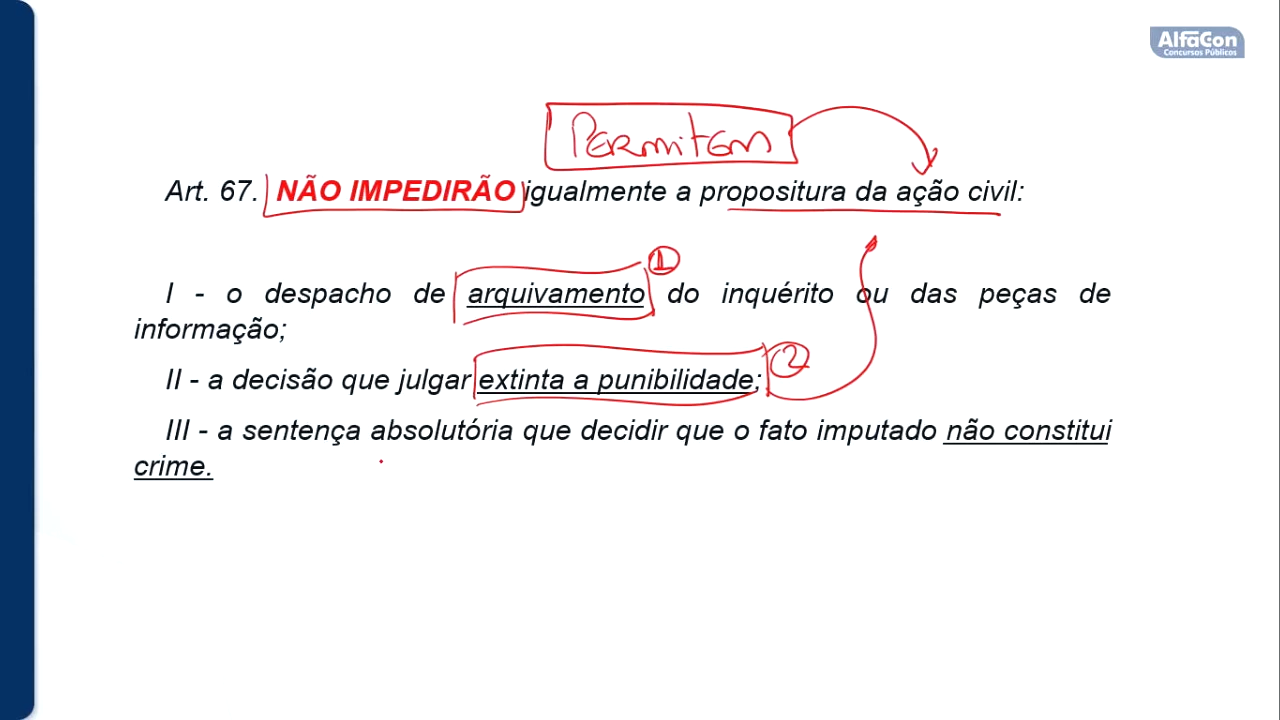 AlfaCon
Concursos Públicos
PERMITEM
Art. 67. NÃO IMPEDIRÃO igualmente a propositura da ação civil:
1
I - o despacho de arquivamento do inquérito ou das peças de
informação;
2
II - a decisão que julgar extinta a punibilidade;
III - a sentença absolutória que decidir que o fato imputado não constitui
crime.